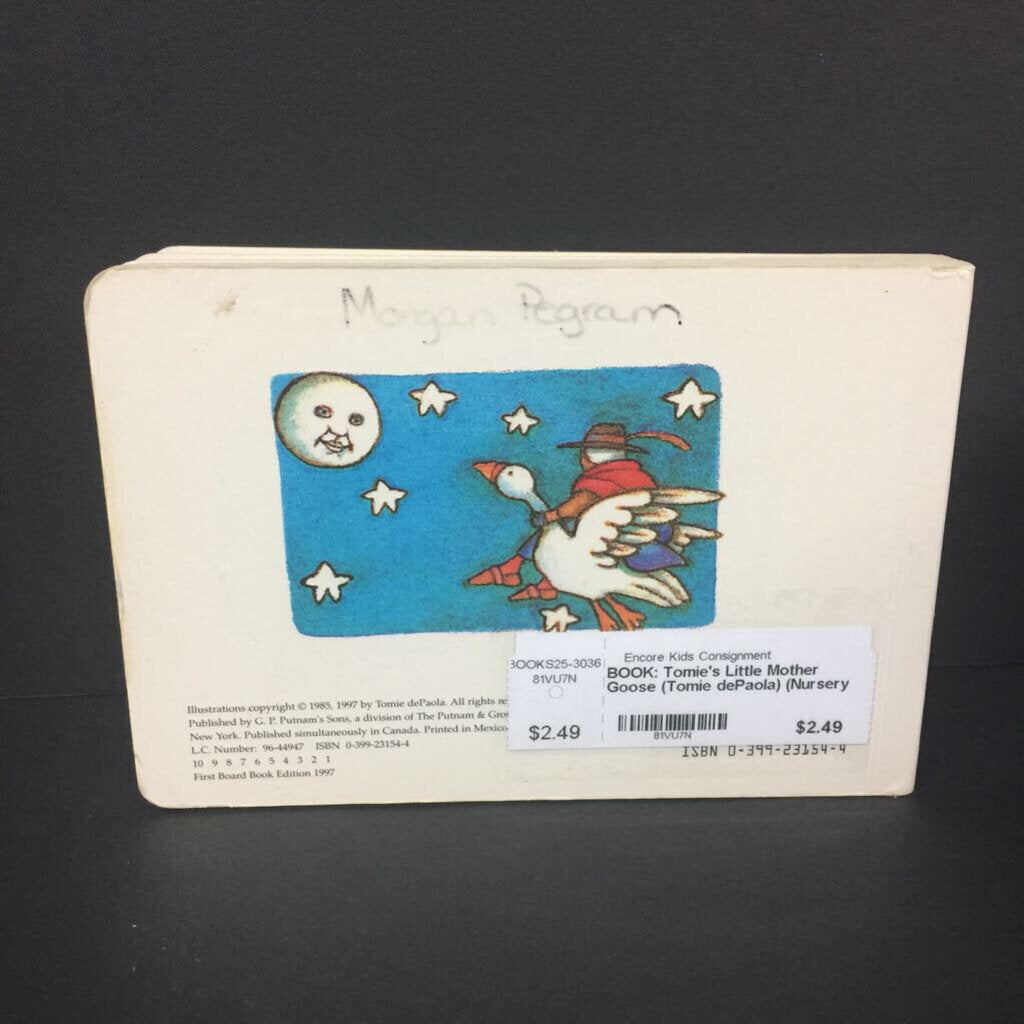 Morgan Pegram
BOOKS25-3036
81VU7N
$2.49
Encore Kids Consignment
BOOK: Tomie's Little Mother
Goose (Tomie dePaola) (Nursery
81VU7N
$2.49
ISBN 0-399-23154-4
Illustrations copyright © 1985, 1997 by Tomie dePaola. All rights
Published by G. P. Putnam's Sons, a division of The Putnam &
New York. Published simultaneously in Canada. Printed in Mexico
L.C. Number: 96-44947 ISBN 0-399-23154-4
10 9 8 7 6 5 4 3 2 1
First Board Book Edition 1997